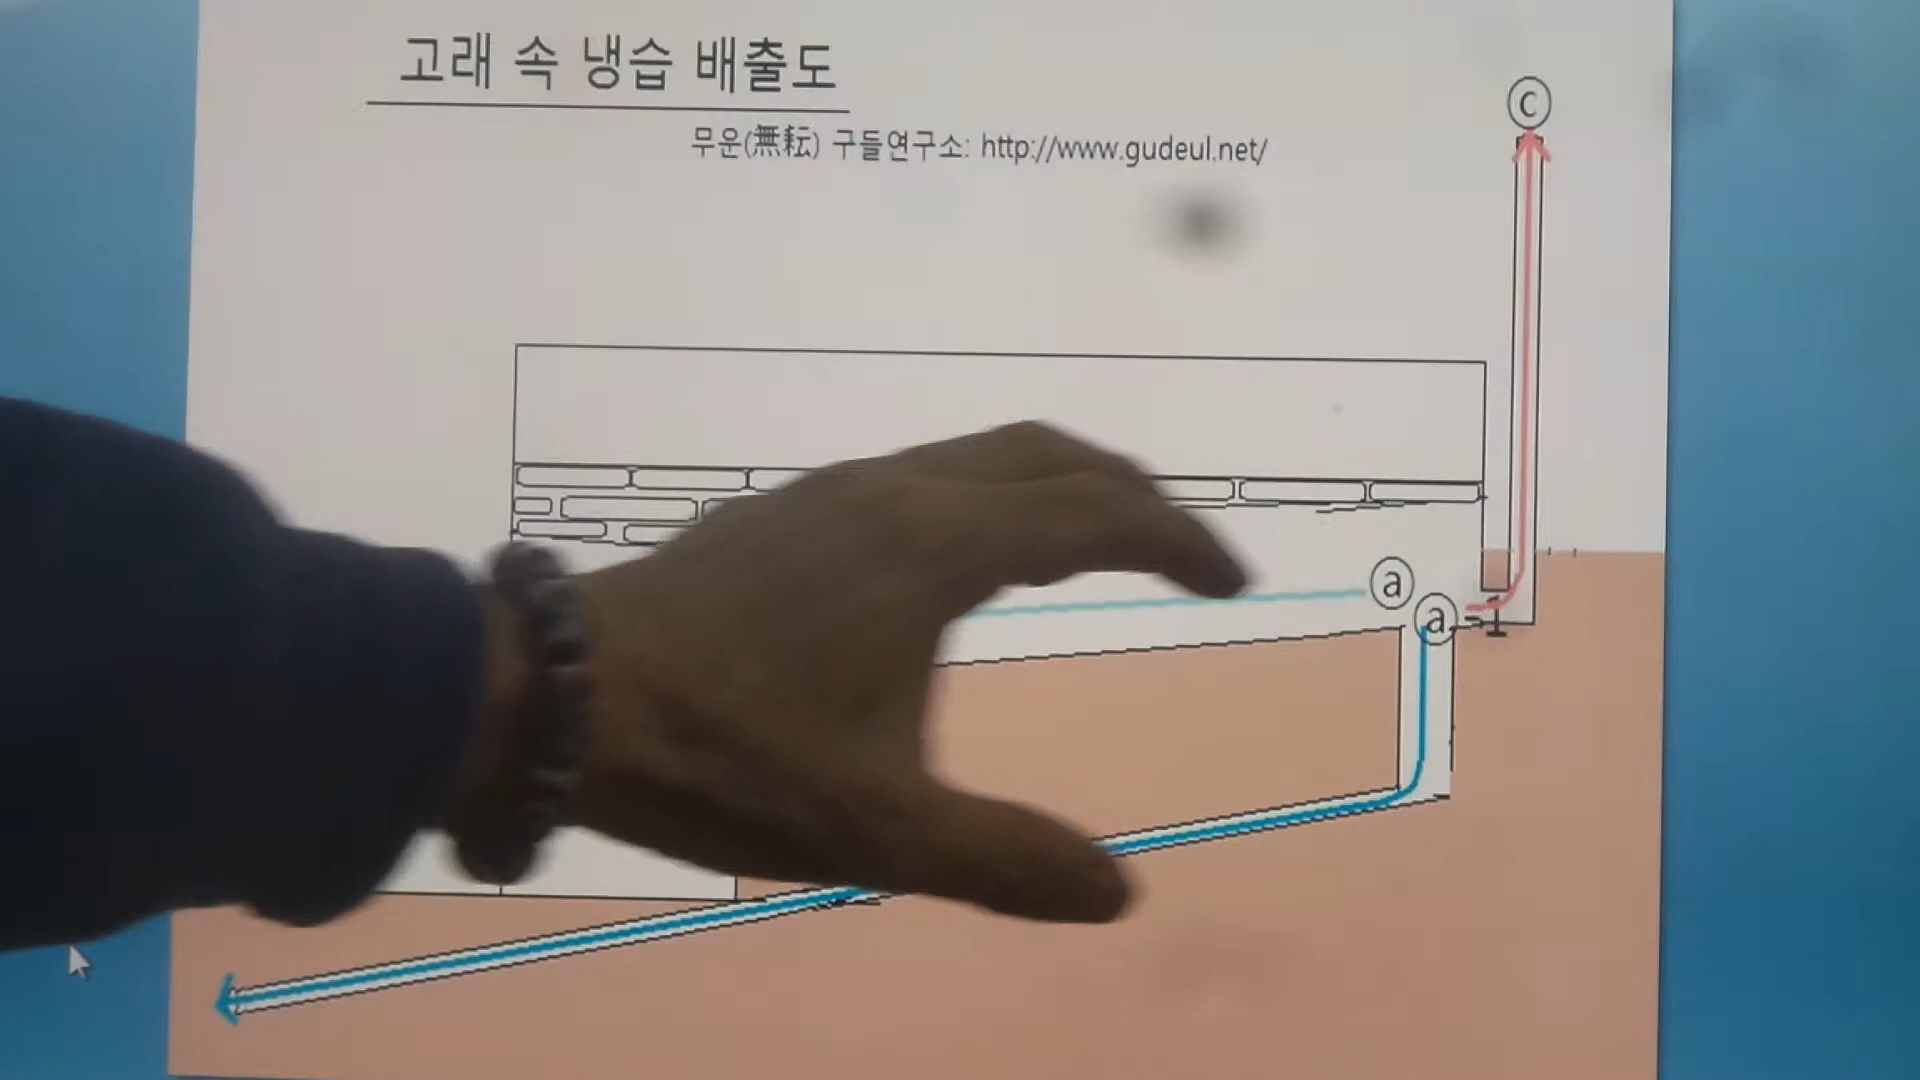 고래 속 냉습 배출도
무운(無耘) 구들연구소: http://www.gudeul.net/
ⓒ
ⓐ
ⓐ